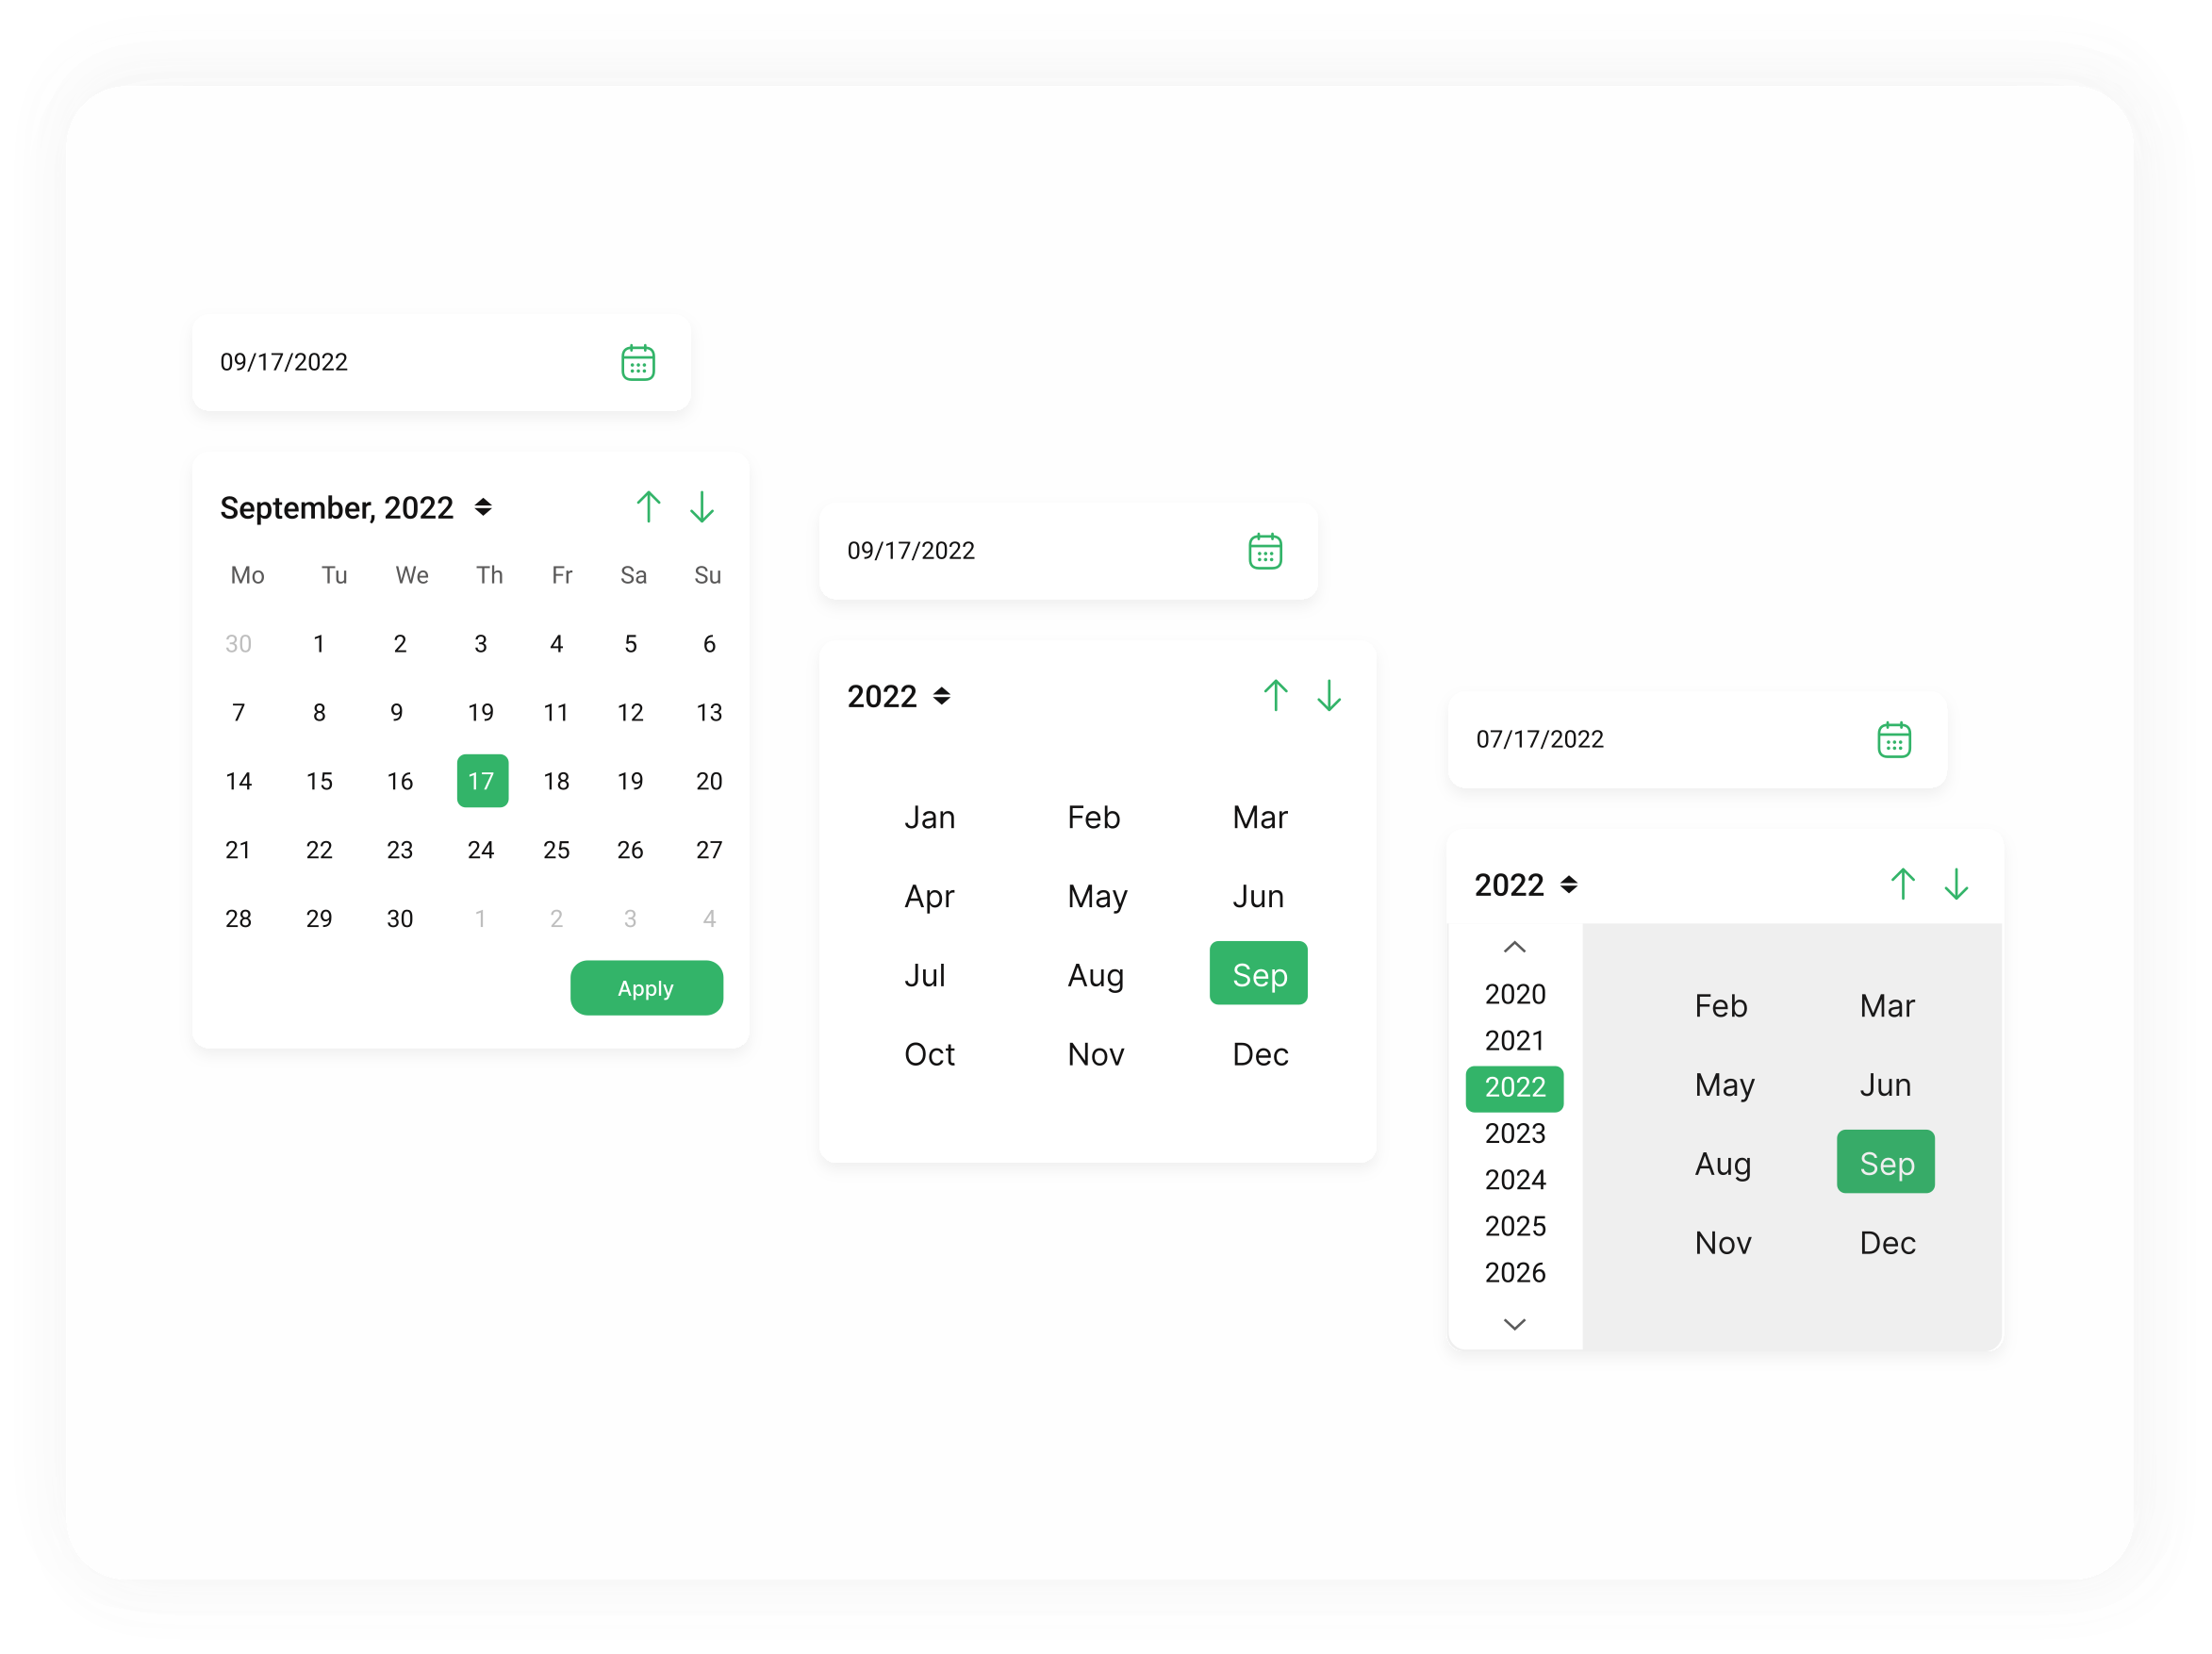 09/17/2022
September, 2022
Mo Tu We Th Fr Sa Su
30 1 2 3 4 5 6
7 8 9 19 11 12 13
14 15 16 17 18 19 20
21 22 23 24 25 26 27
28 29 30 1 2 3 4
Apply
09/17/2022
2022
Jan Feb Mar
Apr May Jun
Jul Aug Sep
Oct Nov Dec
07/17/2022
2022
2020
2021
2022
2023
2024
2025
2026
Feb Mar
May Jun
Aug Sep
Nov Dec